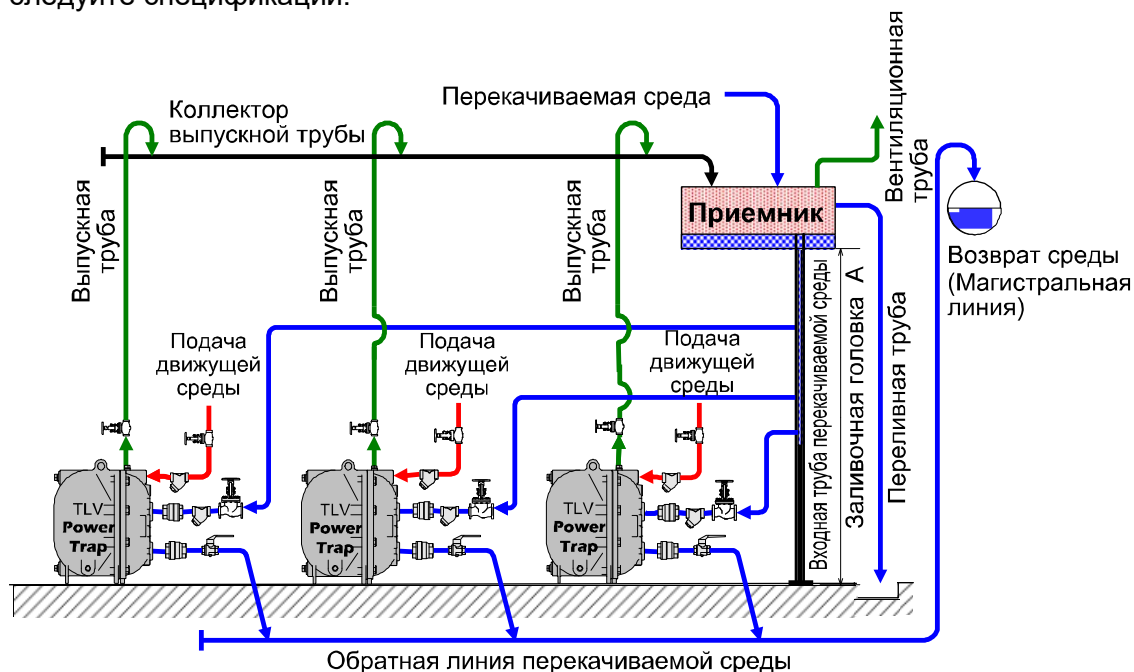 следуйте спецификации.
Перекачиваемая среда
Коллектор
выпускной трубы
Вентиляционная
труба
Выпускная
труба
Выпускная
труба
Выпускная
труба
Приемник
Возврат среды
(Магистральная
линия)
Подача
движущей
среды
Подача
движущей
среды
Подача
движущей
среды
Входная труба перекачиваемой среды
Заливочная головка A
Переливная труба
TLV
Power
Trap
TLV
Power
Trap
TLV
Power
Trap
Обратная линия перекачиваемой среды